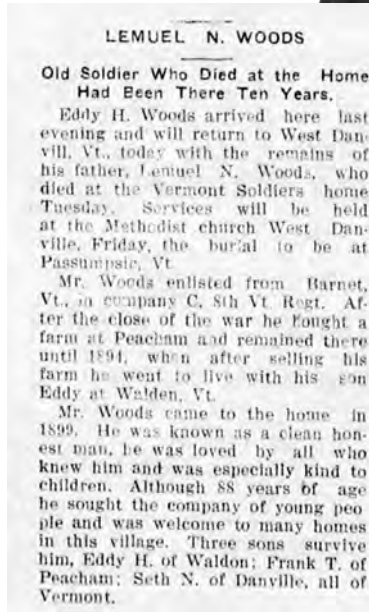 LEMUEL N. WOODS
Old Soldier Who Died at the Home
Had Been There Ten Years.
Eddy H. Woods arrived here last
evening and will return to West Dan-
vill, Vt., today with the remains of
his father, Lemuel N. Woods, who
died at the Vermont Soldiers home
Tuesday. Services will be held
at the Methodist church West Dan-
ville, Friday, the burial to be at
Passumpsic, Vt
Mr. Woods enlisted from Barnet,
Vt., in company C, 8th Vt. Regt. Af-
ter the close of the war he bought a
farm at Peacham and remained there
until 1894, when after selling his
farm he went to live with his son
Eddy at Walden, Vt.
Mr. Woods came to the home in
1899. He was known as a clean hon-
est man, he was loved by all who
knew him and was especially kind to
children. Although 88 years of age
he sought the company of young peo
ple and was welcome to many homes
in this village. Three sons survive
him, Eddy H. of Waldon; Frank T. of
Peacham; Seth N. of Danville, all of
Vermont.